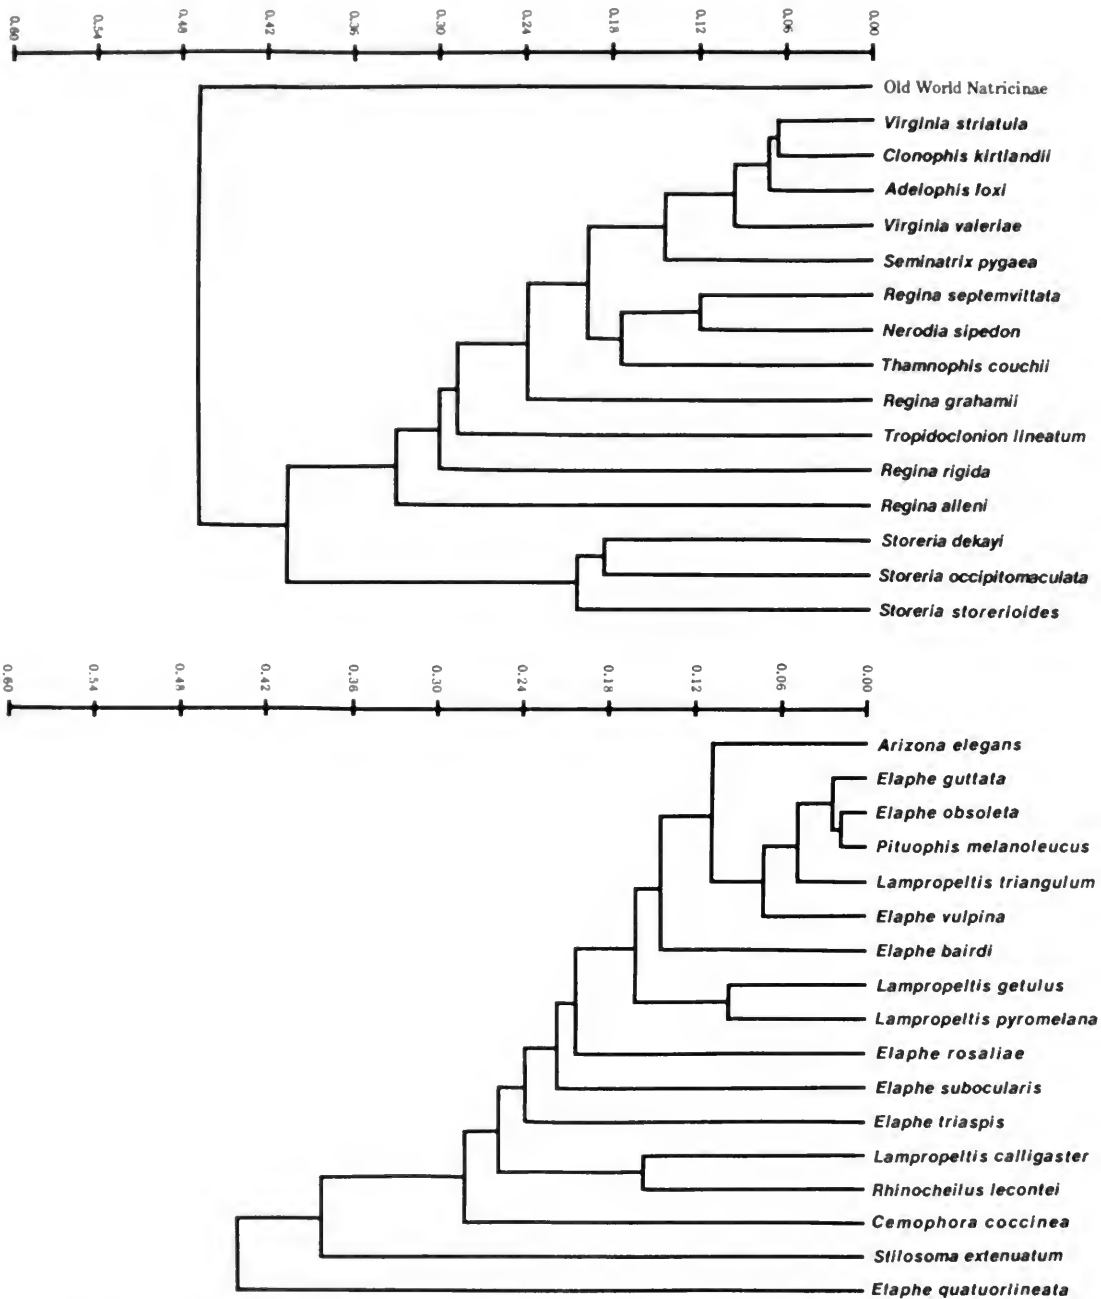 0.60 0.54 0.48 0.42 0.36 0.30 0.24 0.18 0.12 0.06 0.00
Old World Natricinae
Virginia striatula
Clonophis kirtlandii
Adelophis foxi
Virginia valeriae
Seminatrix pygaea
Regina septemvittata
Nerodia sipedon
Thamnophis couchii
Regina grahamii
Tropidoclonion lineatum
Regina rigida
Regina alleni
Storeria dekayi
Storeria occipitomaculata
Storeria storerioides
0.60 0.54 0.48 0.42 0.36 0.30 0.24 0.18 0.12 0.06 0.00
Arizona elegans
Elaphe guttata
Elaphe obsoleta
Pituophis melanoleucus
Lampropeltis triangulum
Elaphe vulpina
Elaphe bairdi
Lampropeltis getulus
Lampropeltis pyromelana
Elaphe rosaliae
Elaphe subocularis
Elaphe triaspis
Lampropeltis calligaster
Rhinocheilus lecontei
Cemophora coccinea
Stilosoma extenuatum
Elaphe quatuorlineata